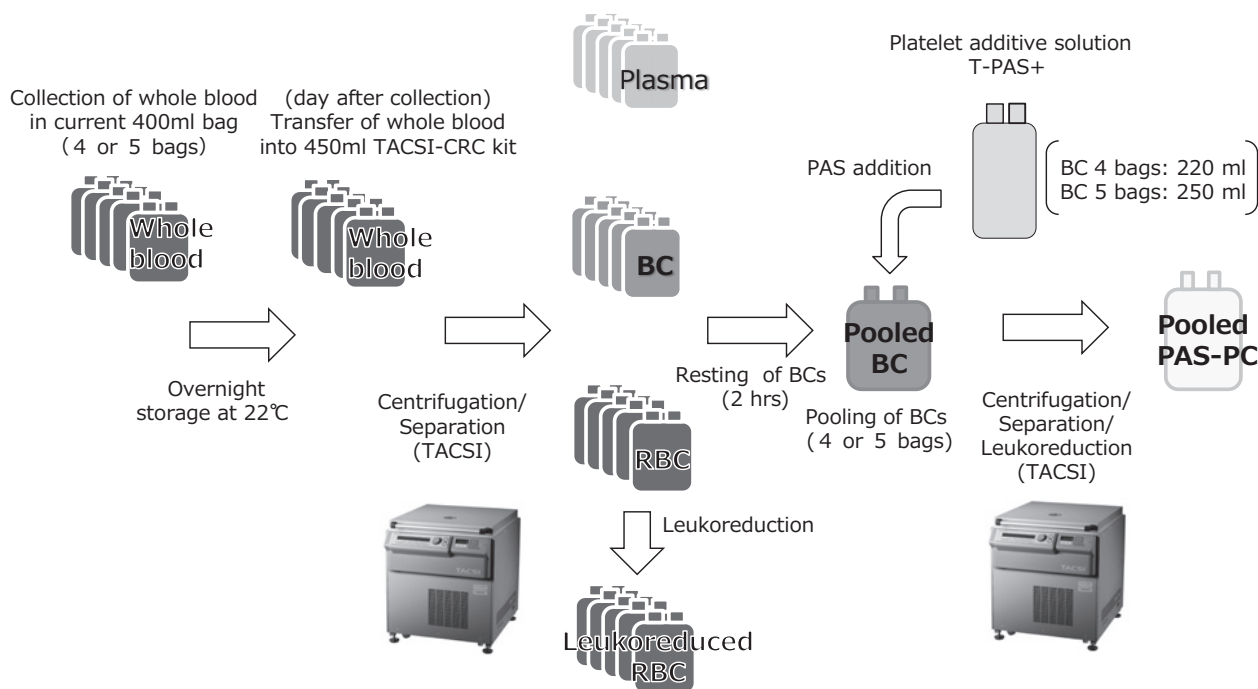 Collection of whole blood
in current 400ml bag
( 4 or 5 bags)
Whole
blood
Overnight
storage at 22℃
(day after collection)
Transfer of whole blood
into 450ml TACSI-CRC kit
Whole
blood
Centrifugation/
Separation
(TACSI)
TACSI
Plasma
BC
RBC
Leukoreduction
Leukoreduced
RBC
Resting of BCs
(2 hrs)
Platelet additive solution
T-PAS+
BC 4 bags: 220 ml
BC 5 bags: 250 ml
PAS addition
Pooled
BC
Pooling of BCs
( 4 or 5 bags)
Centrifugation/
Separation/
Leukoreduction
(TACSI)
TACSI
Pooled
PAS-PC